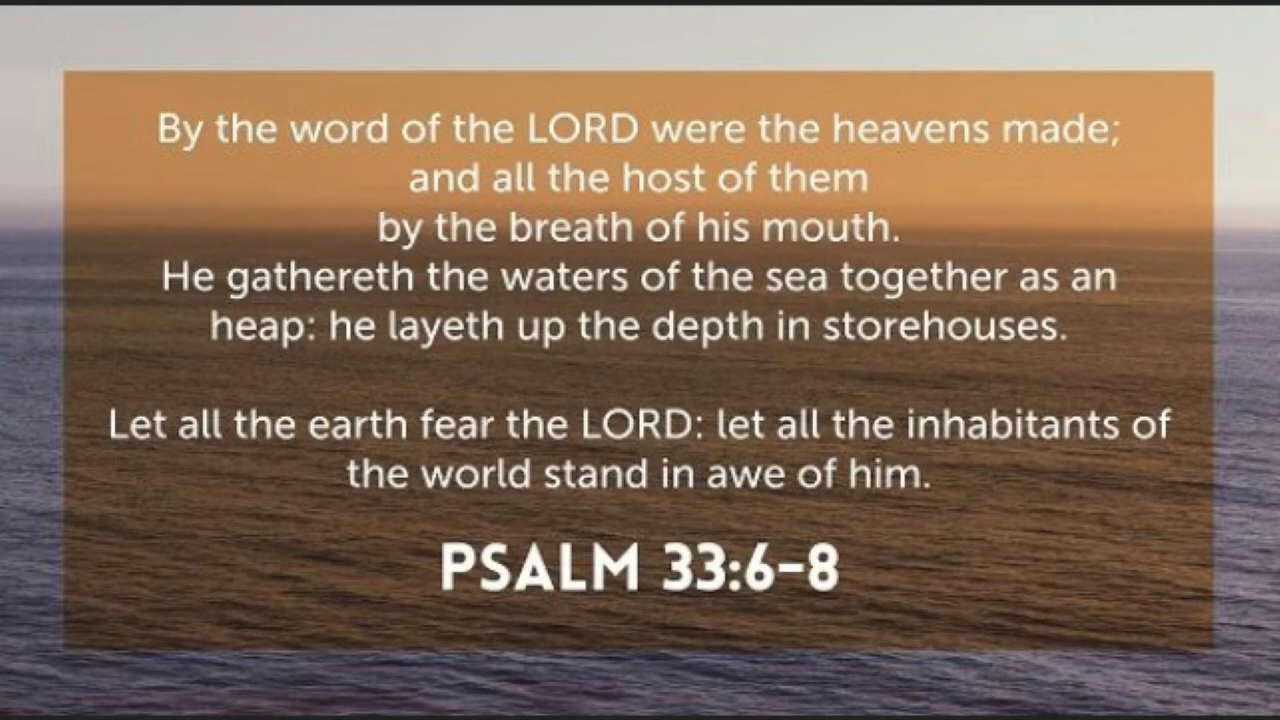 By the word of the LORD were the heavens made;
and all the host of them
by the breath of his mouth.
He gathereth the waters of the sea together as an
heap: he layeth up the depth in storehouses.
Let all the earth fear the LORD: let all the inhabitants of
the world stand in awe of him.
PSALM 33:6-8